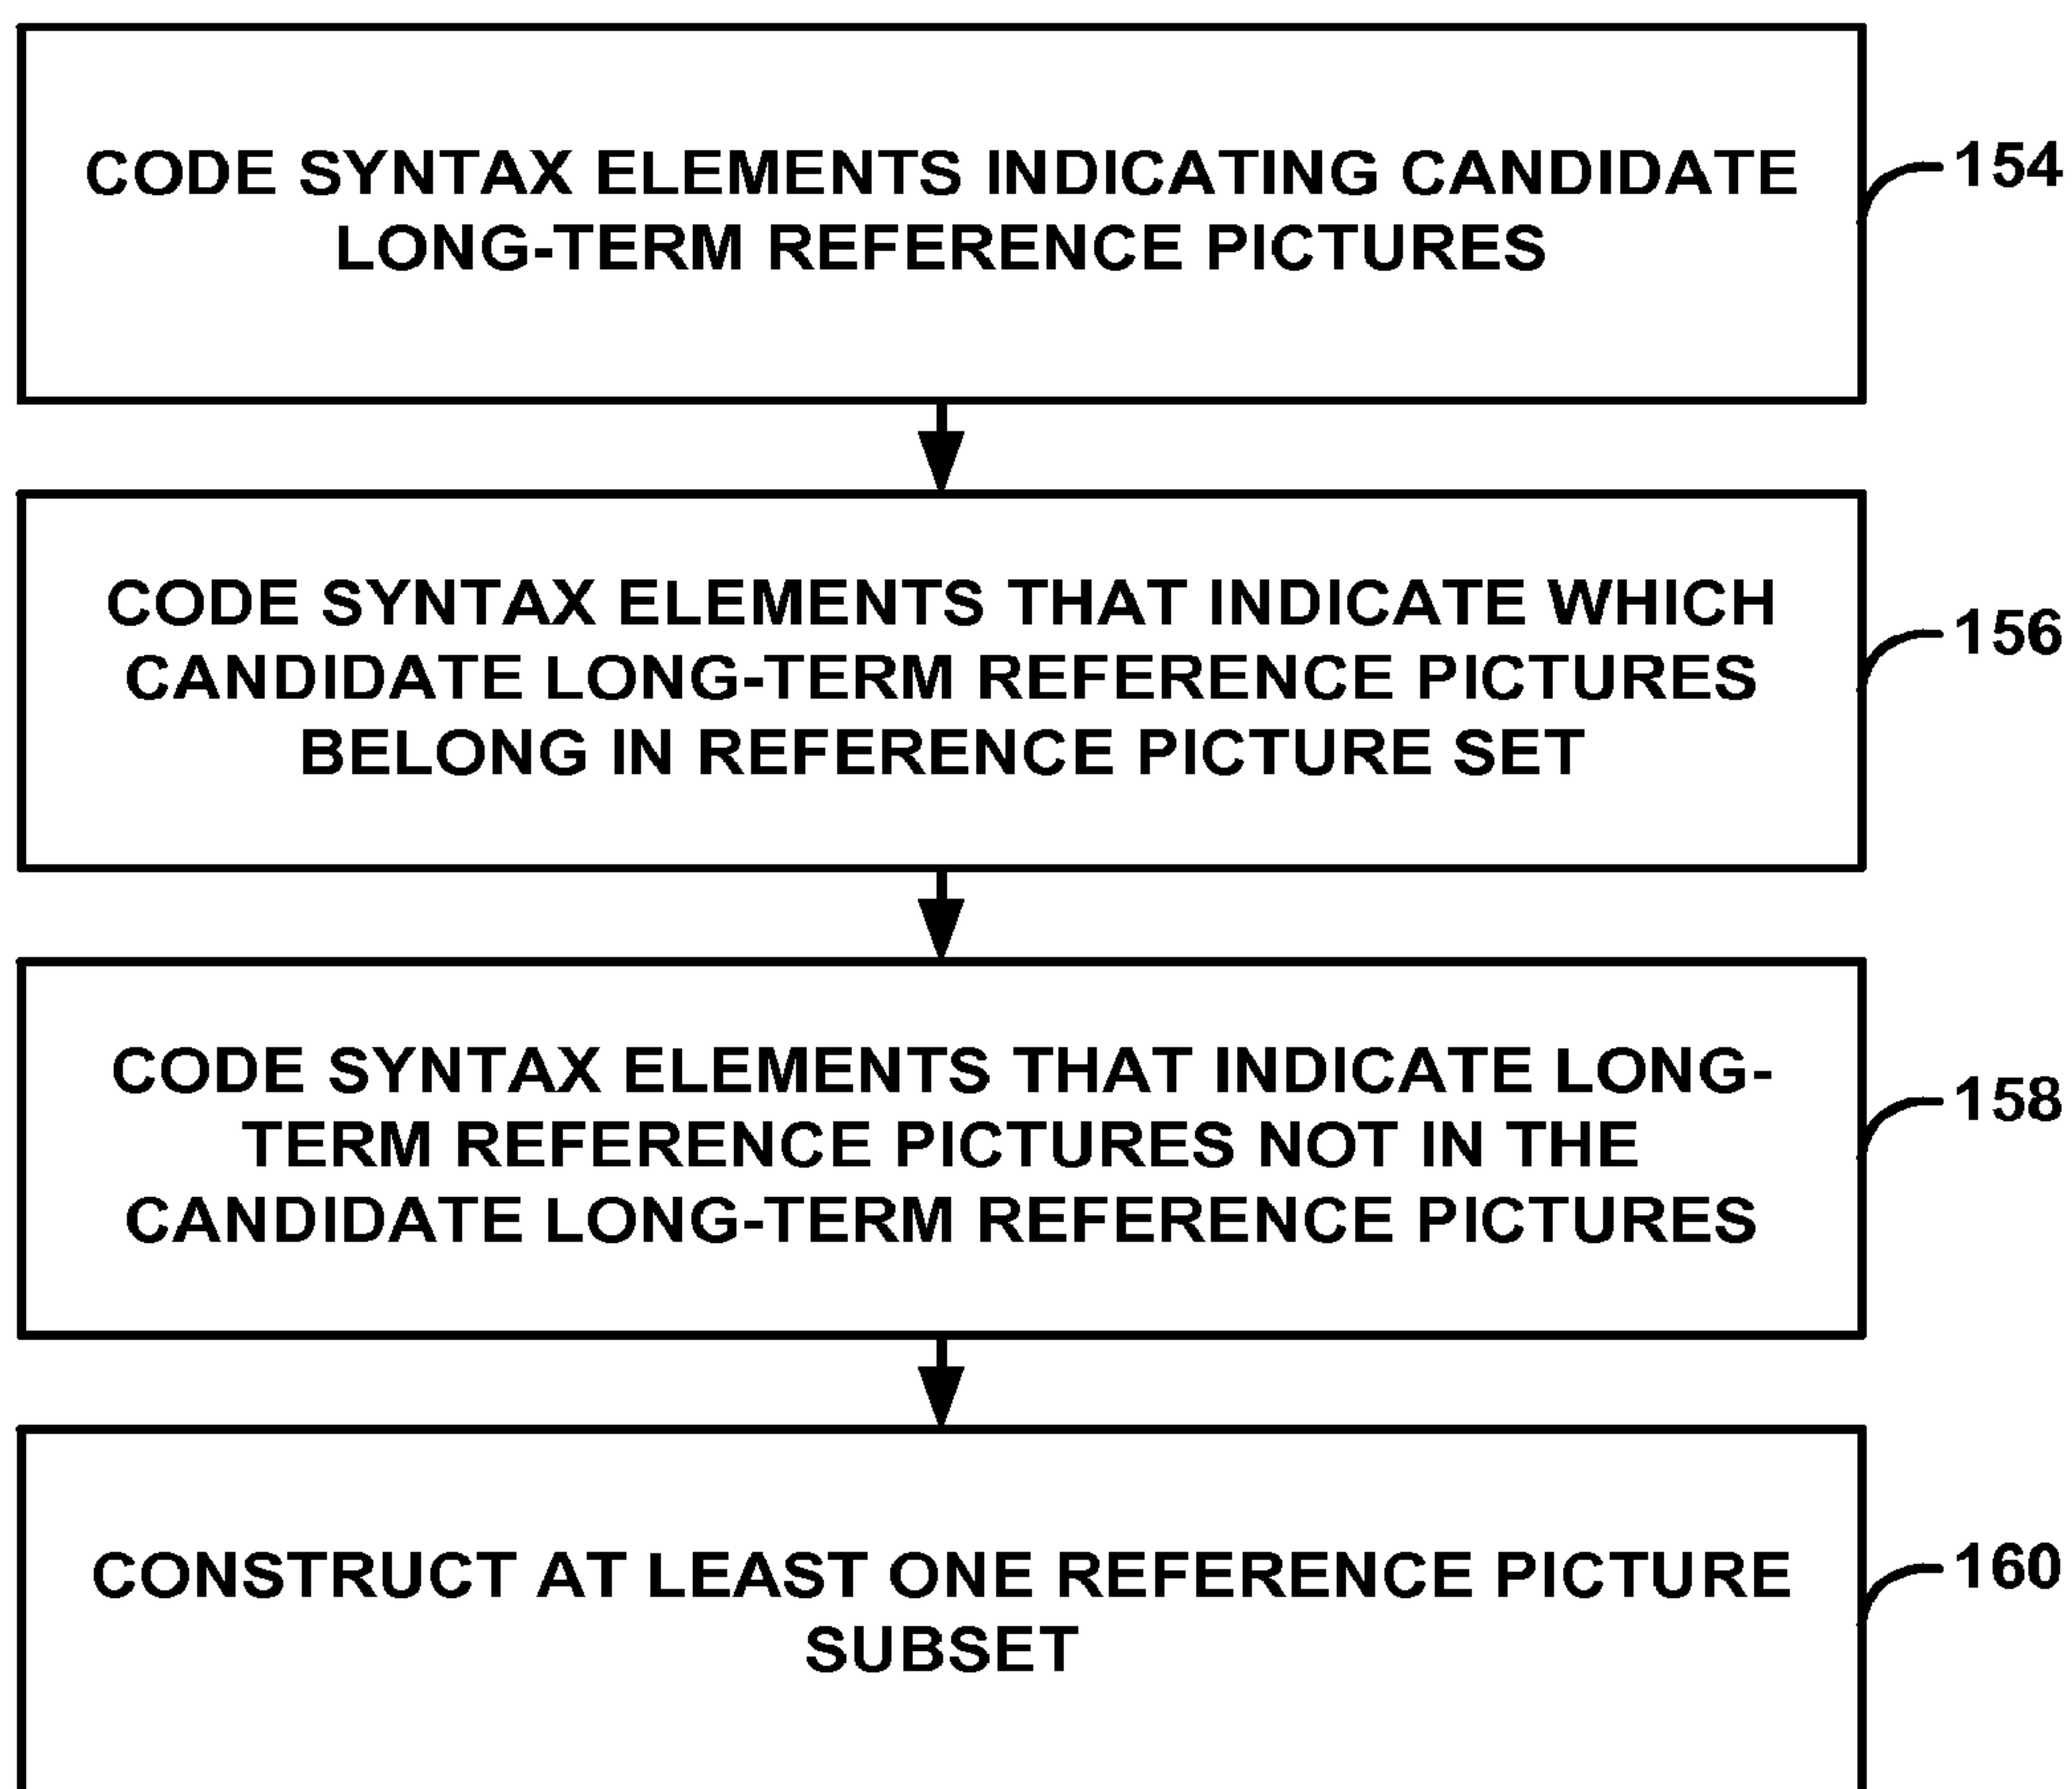 CODE SYNTAX ELEMENTS INDICATING CANDIDATE
LONG-TERM REFERENCE PICTURES
154
CODE SYNTAX ELEMENTS THAT INDICATE WHICH
CANDIDATE LONG-TERM REFERENCE PICTURES
BELONG IN REFERENCE PICTURE SET
156
CODE SYNTAX ELEMENTS THAT INDICATE LONG-
TERM REFERENCE PICTURES NOT IN THE
CANDIDATE LONG-TERM REFERENCE PICTURES
158
CONSTRUCT AT LEAST ONE REFERENCE PICTURE
SUBSET
160